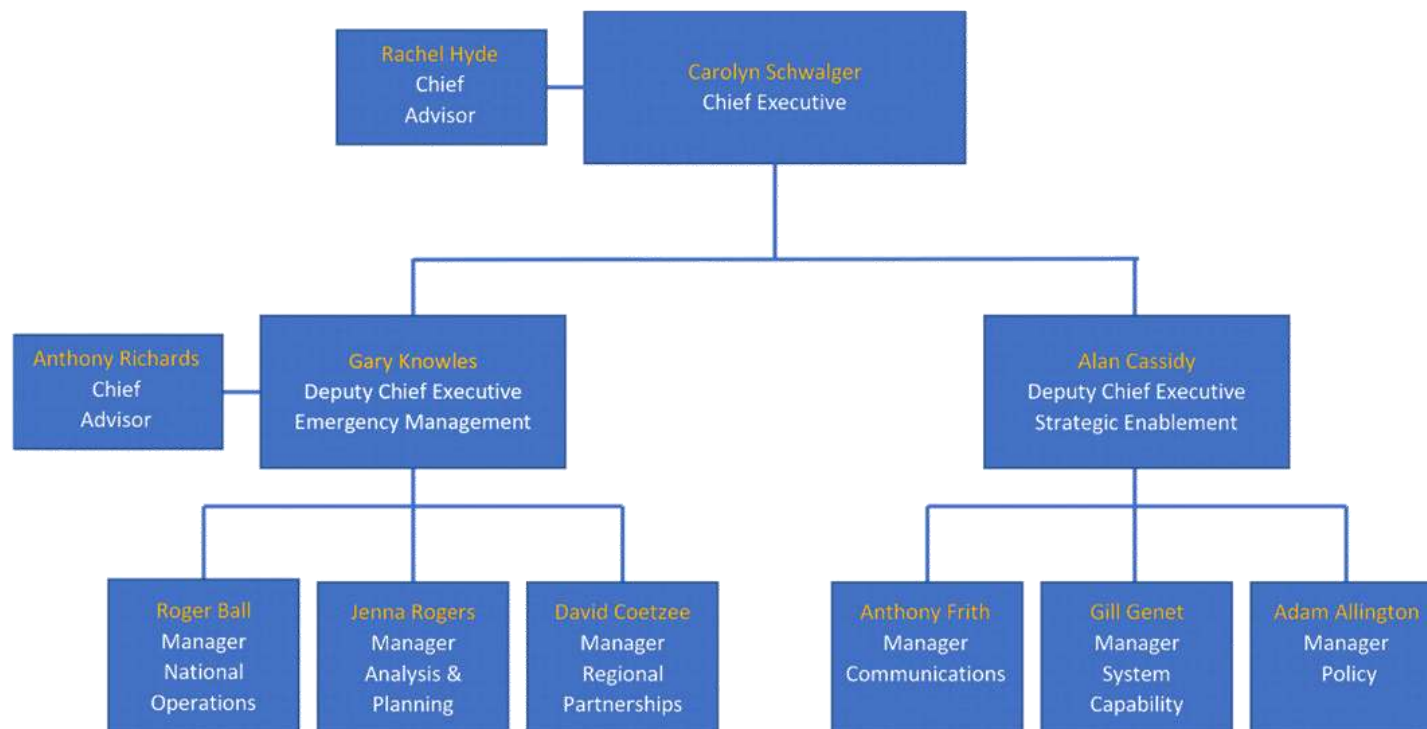 Rachel Hyde
Chief
Advisor
Carolyn Schwalger
Chief Executive
Anthony Richards
Chief
Advisor
Gary Knowles
Deputy Chief Executive
Emergency Management
Alan Cassidy
Deputy Chief Executive
Strategic Enablement
Roger Ball
Manager
National
Operations
Jenna Rogers
Manager
Analysis &
Planning
David Coetzee
Manager
Regional
Partnerships
Anthony Frith
Manager
Communications
Gill Genet
Manager
System
Capability
Adam Allington
Manager
Policy